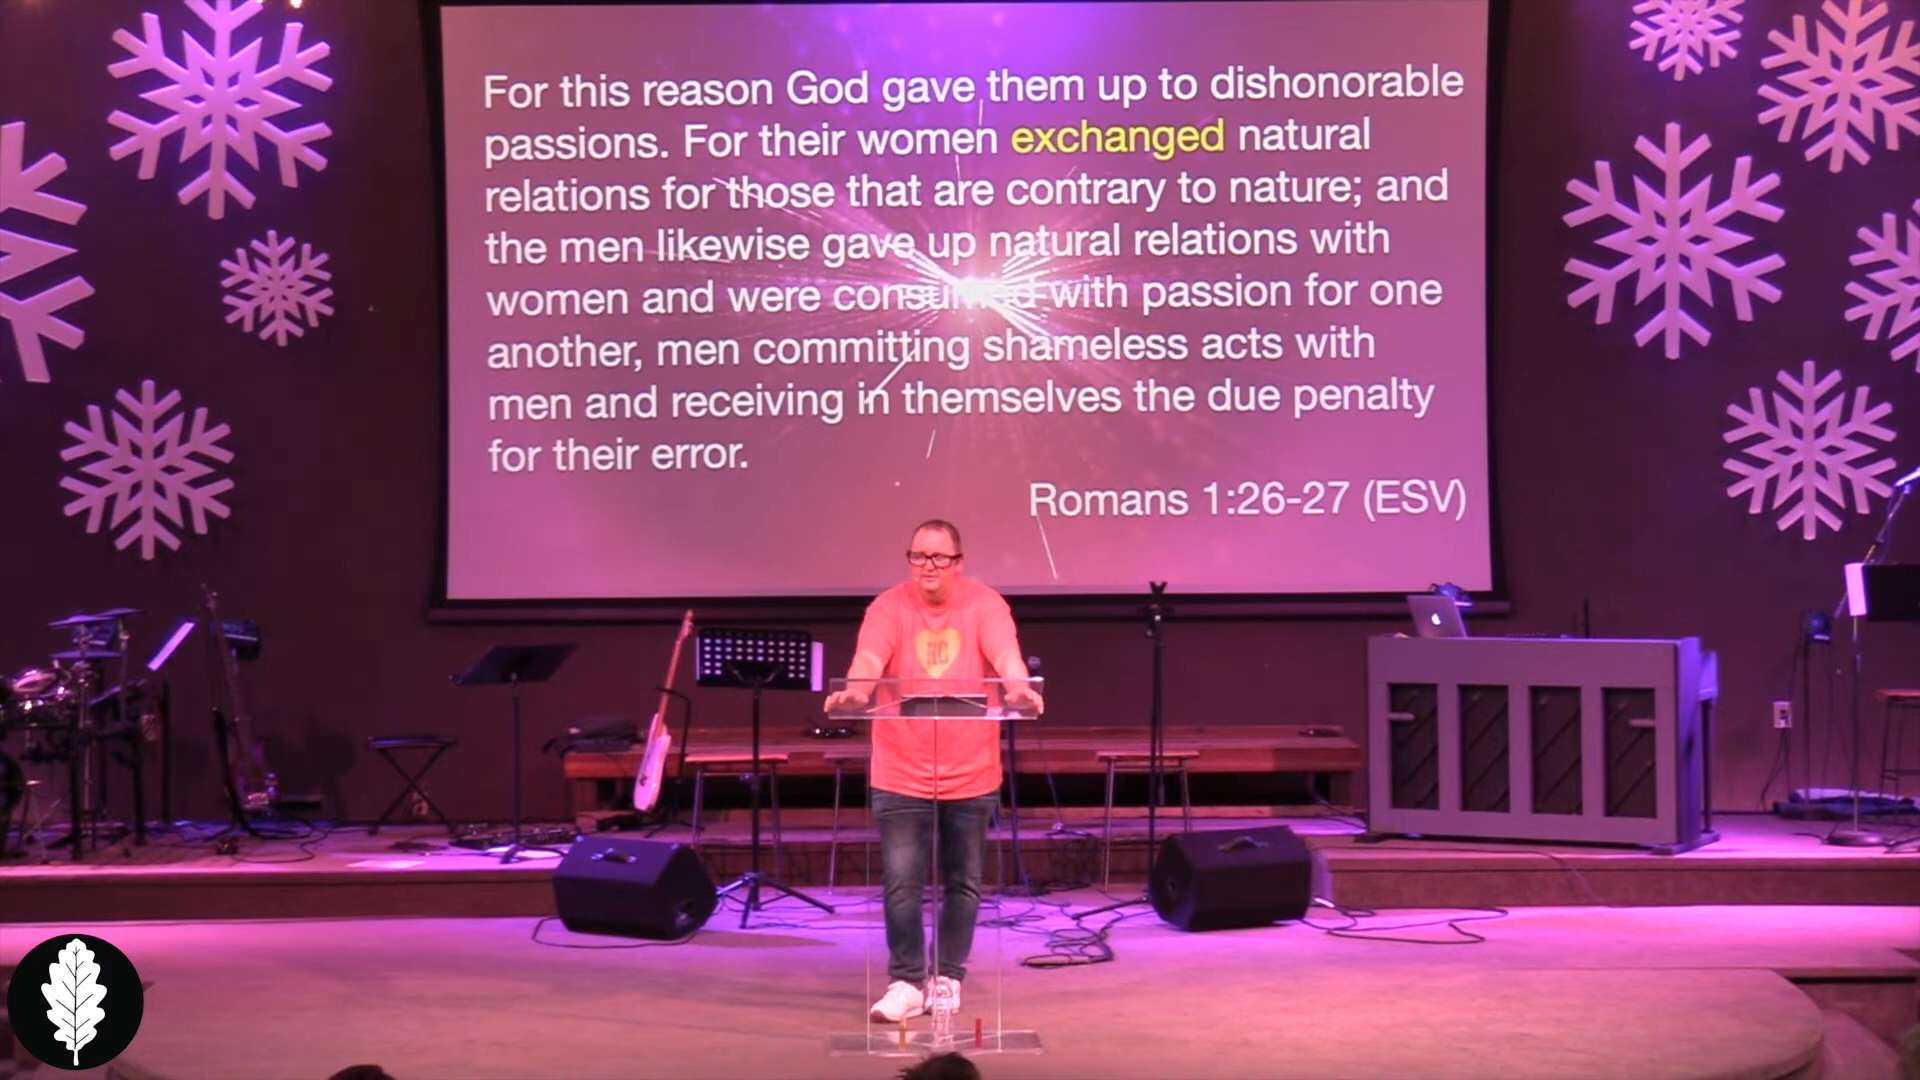 For this reason God gave them up to dishonorable
passions. For their women exchanged natural
relations for those that are contrary to nature; and
the men likewise gave up natural relations with
women and were consumed with passion for one
another, men committing shameless acts with
men and receiving in themselves the due penalty
for their error.
Romans 1:26-27 (ESV)
KC